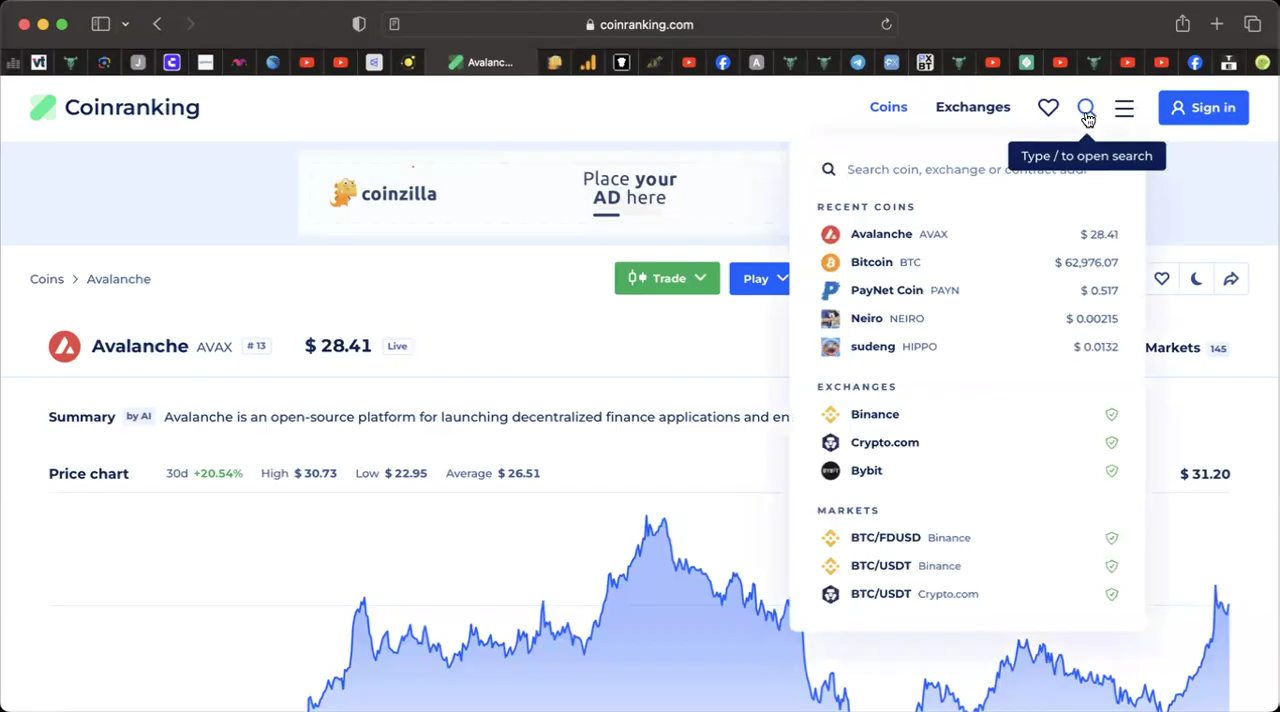 coinranking.com
Avalanc...
Coinranking
Coins
Exchanges
Sign in
Type / to open search
coinzilla
Place your
AD here
Search coin, exchange or contract addr
RECENT COINS
Avalanche AVAX $ 28.41
Bitcoin BTC $ 62,976.07
PayNet Coin PAYN $ 0.517
Neiro NEIRO $ 0.00215
sudeng HIPPO $ 0.0132
EXCHANGES
Binance
Crypto.com
Bybit
MARKETS
BTC/FDUSD Binance
BTC/USDT Binance
BTC/USDT Crypto.com
Coins > Avalanche
Trade
Play
Avalanche AVAX # 13 $ 28.41 Live
Markets 145
Summary by AI Avalanche is an open-source platform for launching decentralized finance applications and en
Price chart 30d +20.54% High $ 30.73 Low $ 22.95 Average $ 26.51
$ 31.20